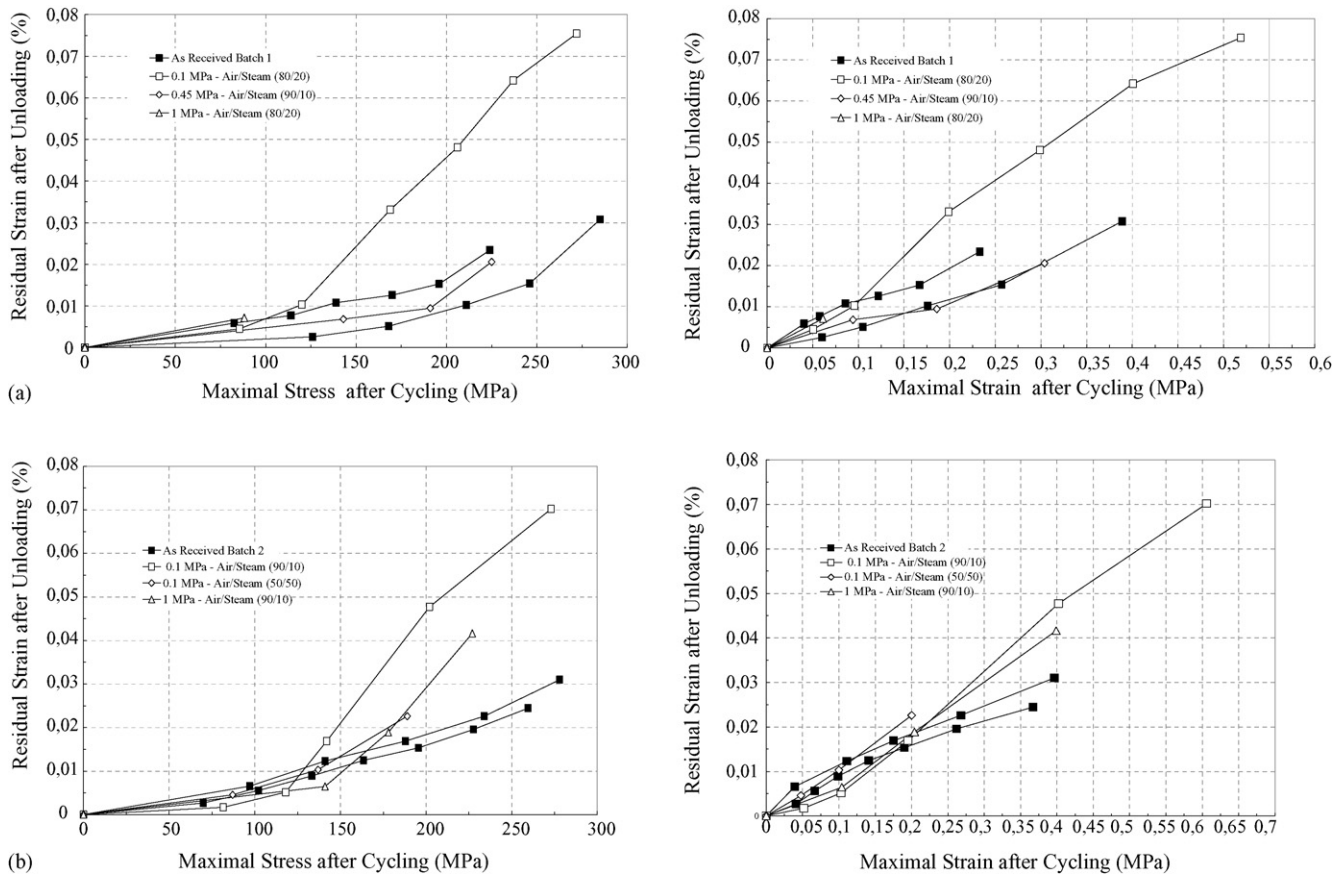 Residual Strain after Unloading (%)
0,08
0,07
0,06
0,05
0,04
0,03
0,02
0,01
0
As Received Batch 1
0.1 MPa - Air/Steam (80/20)
0.45 MPa - Air/Steam (90/10)
1 MPa - Air/Steam (80/20)
0 50 100 150 200 250 300
Maximal Stress after Cycling (MPa)
(a)
Residual Strain after Unloading (%)
0,08
0,07
0,06
0,05
0,04
0,03
0,02
0,01
0
As Received Batch 1
0.1 MPa - Air/Steam (80/20)
0.45 MPa - Air/Steam (90/10)
1 MPa - Air/Steam (80/20)
0 0,05 0,1 0,15 0,2 0,25 0,3 0,35 0,4 0,45 0,5 0,55 0,6
Maximal Strain after Cycling (MPa)
Residual Strain after Unloading (%)
0,08
0,07
0,06
0,05
0,04
0,03
0,02
0,01
0
As Received Batch 2
0.1 MPa - Air/Steam (90/10)
0.1 MPa - Air/Steam (50/50)
1 MPa - Air/Steam (90/10)
0 50 100 150 200 250 300
Maximal Stress after Cycling (MPa)
(b)
Residual Strain after Unloading (%)
0,08
0,07
0,06
0,05
0,04
0,03
0,02
0,01
0
As Received Batch 2
0.1 MPa - Air/Steam (90/10)
0.1 MPa - Air/Steam (50/50)
1 MPa - Air/Steam (90/10)
0 0,05 0,1 0,15 0,2 0,25 0,3 0,35 0,4 0,45 0,5 0,55 0,6 0,65 0,7
Maximal Strain after Cycling (MPa)